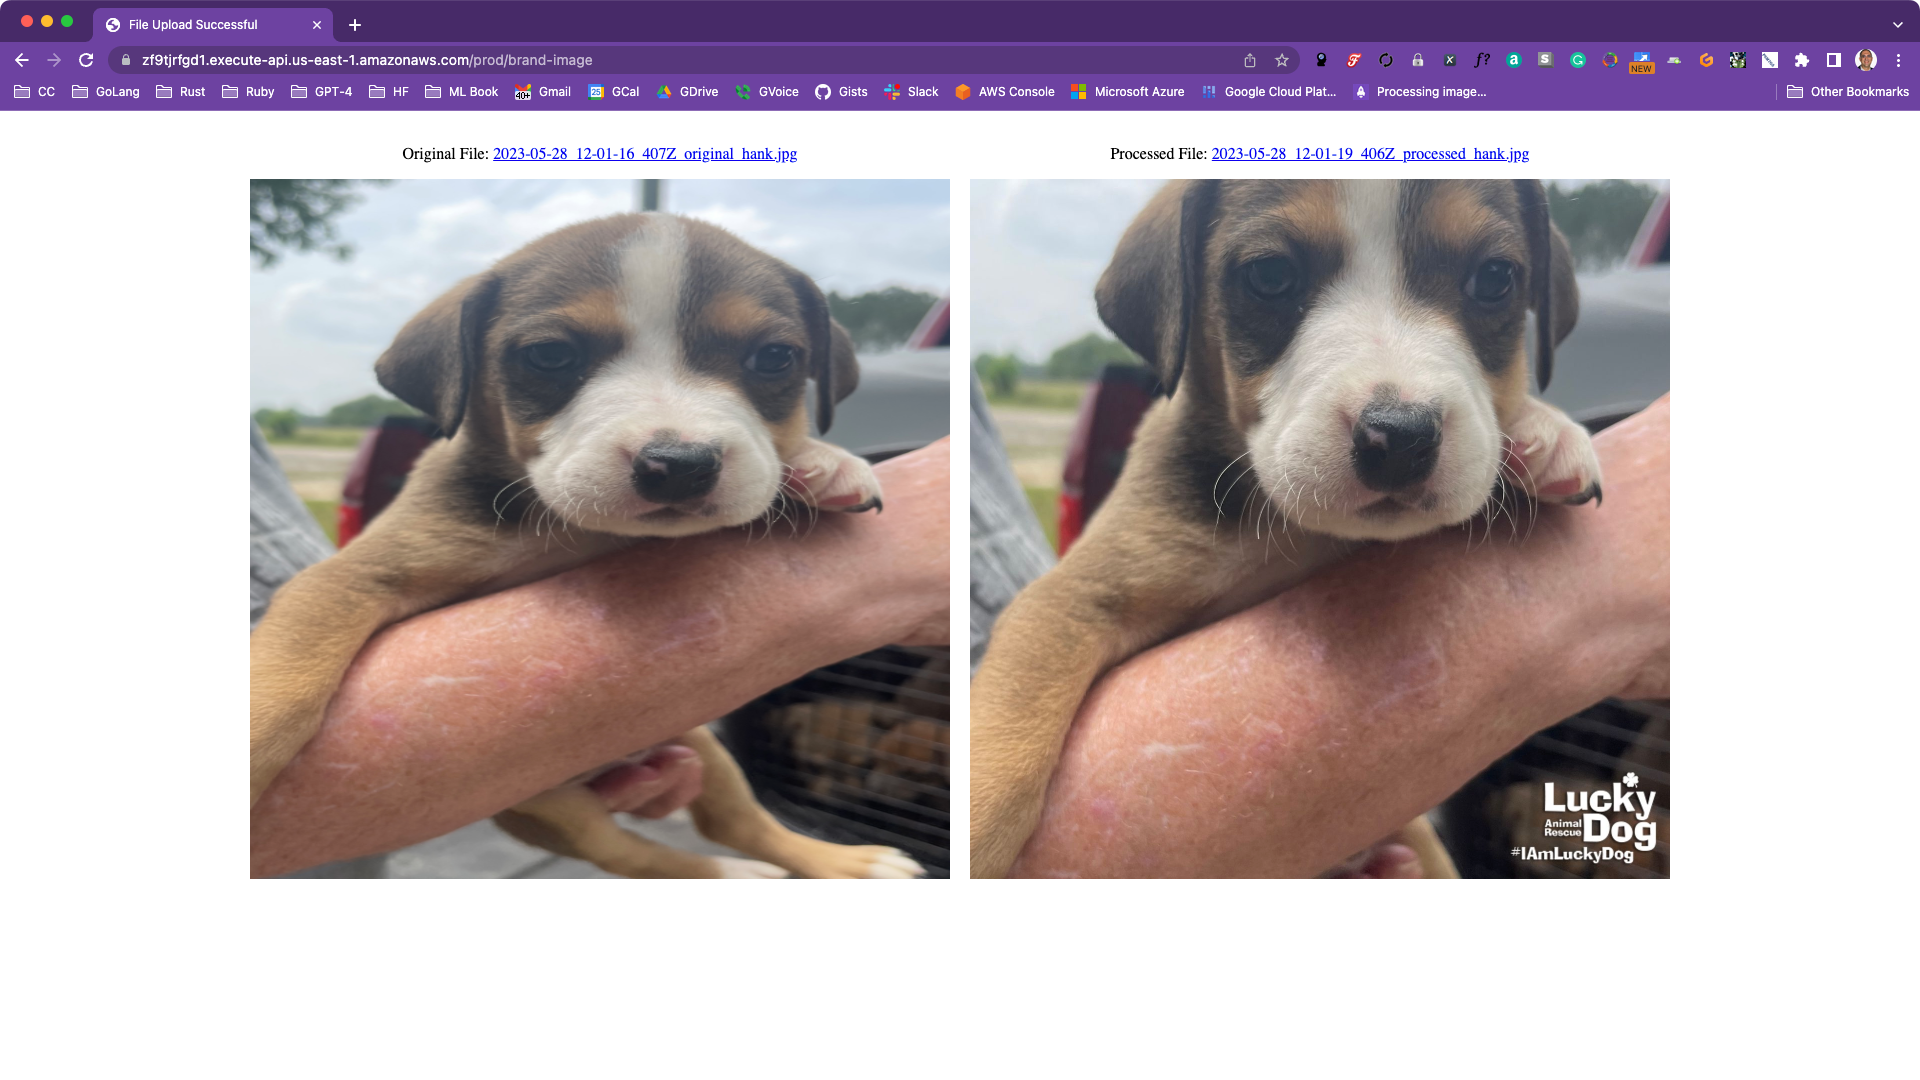 File Upload Successful
zf9tjrfgd1.execute-api.us-east-1.amazonaws.com/prod/brand-image
NEW
CC GoLang Rust Ruby GPT-4 HF ML Book Gmail GCal GDrive GVoice Gists Slack AWS Console Microsoft Azure Google Cloud Plat... Processing image... Other Bookmarks
Original File: 2023-05-28_12-01-16_407Z_original_hank.jpg
Processed File: 2023-05-28_12-01-19_406Z_processed_hank.jpg
Lucky
Animal
Rescue
Dog
#IAmLuckyDog